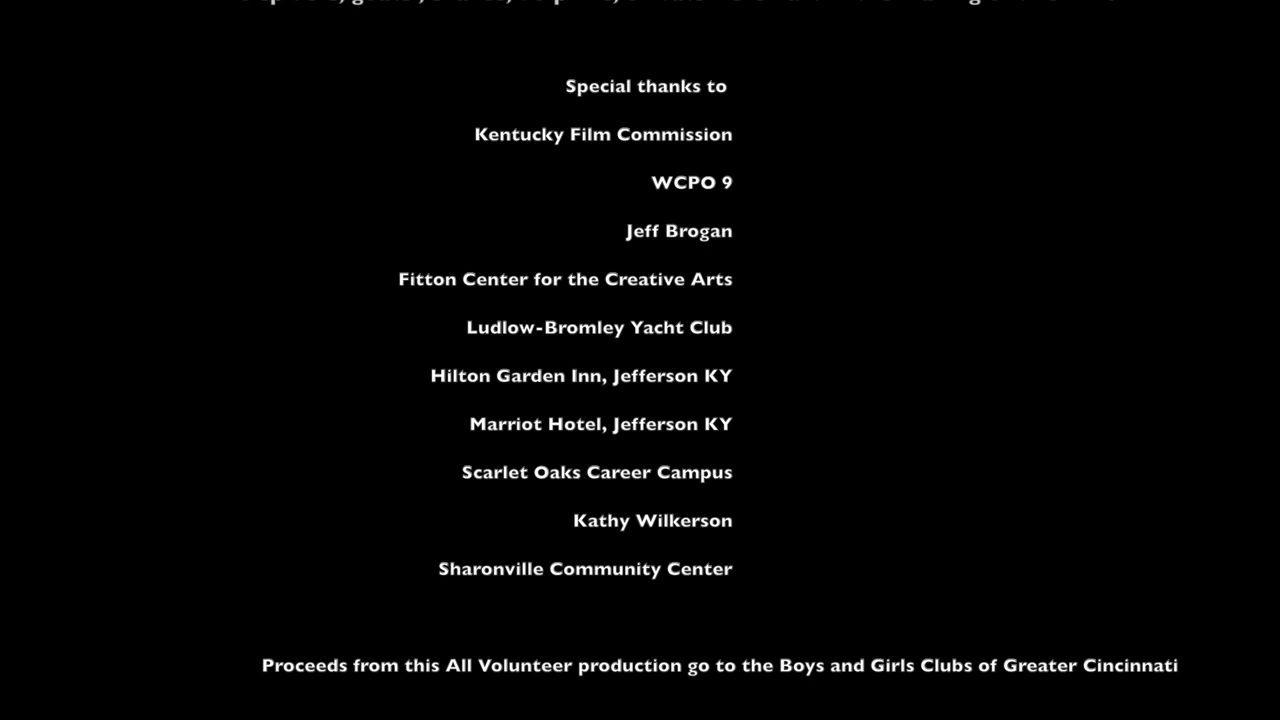 Special thanks to
Kentucky Film Commission
WCPO 9
Jeff Brogan
Fitton Center for the Creative Arts
Ludlow-Bromley Yacht Club
Hilton Garden Inn, Jefferson KY
Marriot Hotel, Jefferson KY
Scarlet Oaks Career Campus
Kathy Wilkerson
Sharonville Community Center
Proceeds from this All Volunteer production go to the Boys and Girls Clubs of Greater Cincinnati